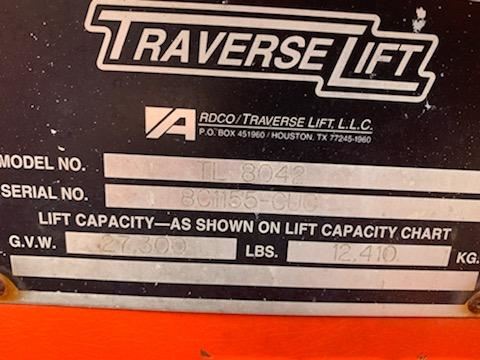 TRAVERSE LIFT
ARDCO/TRAVERSE LIFT, L.L.C.
P.O. BOX 451960 / HOUSTON, TX 77245-1960
MODEL NO. TL 8042
SERIAL NO.
LIFT CAPACITY—AS SHOWN ON LIFT CAPACITY CHART
G.V.W. 27,300 LBS. 12,410 KG.